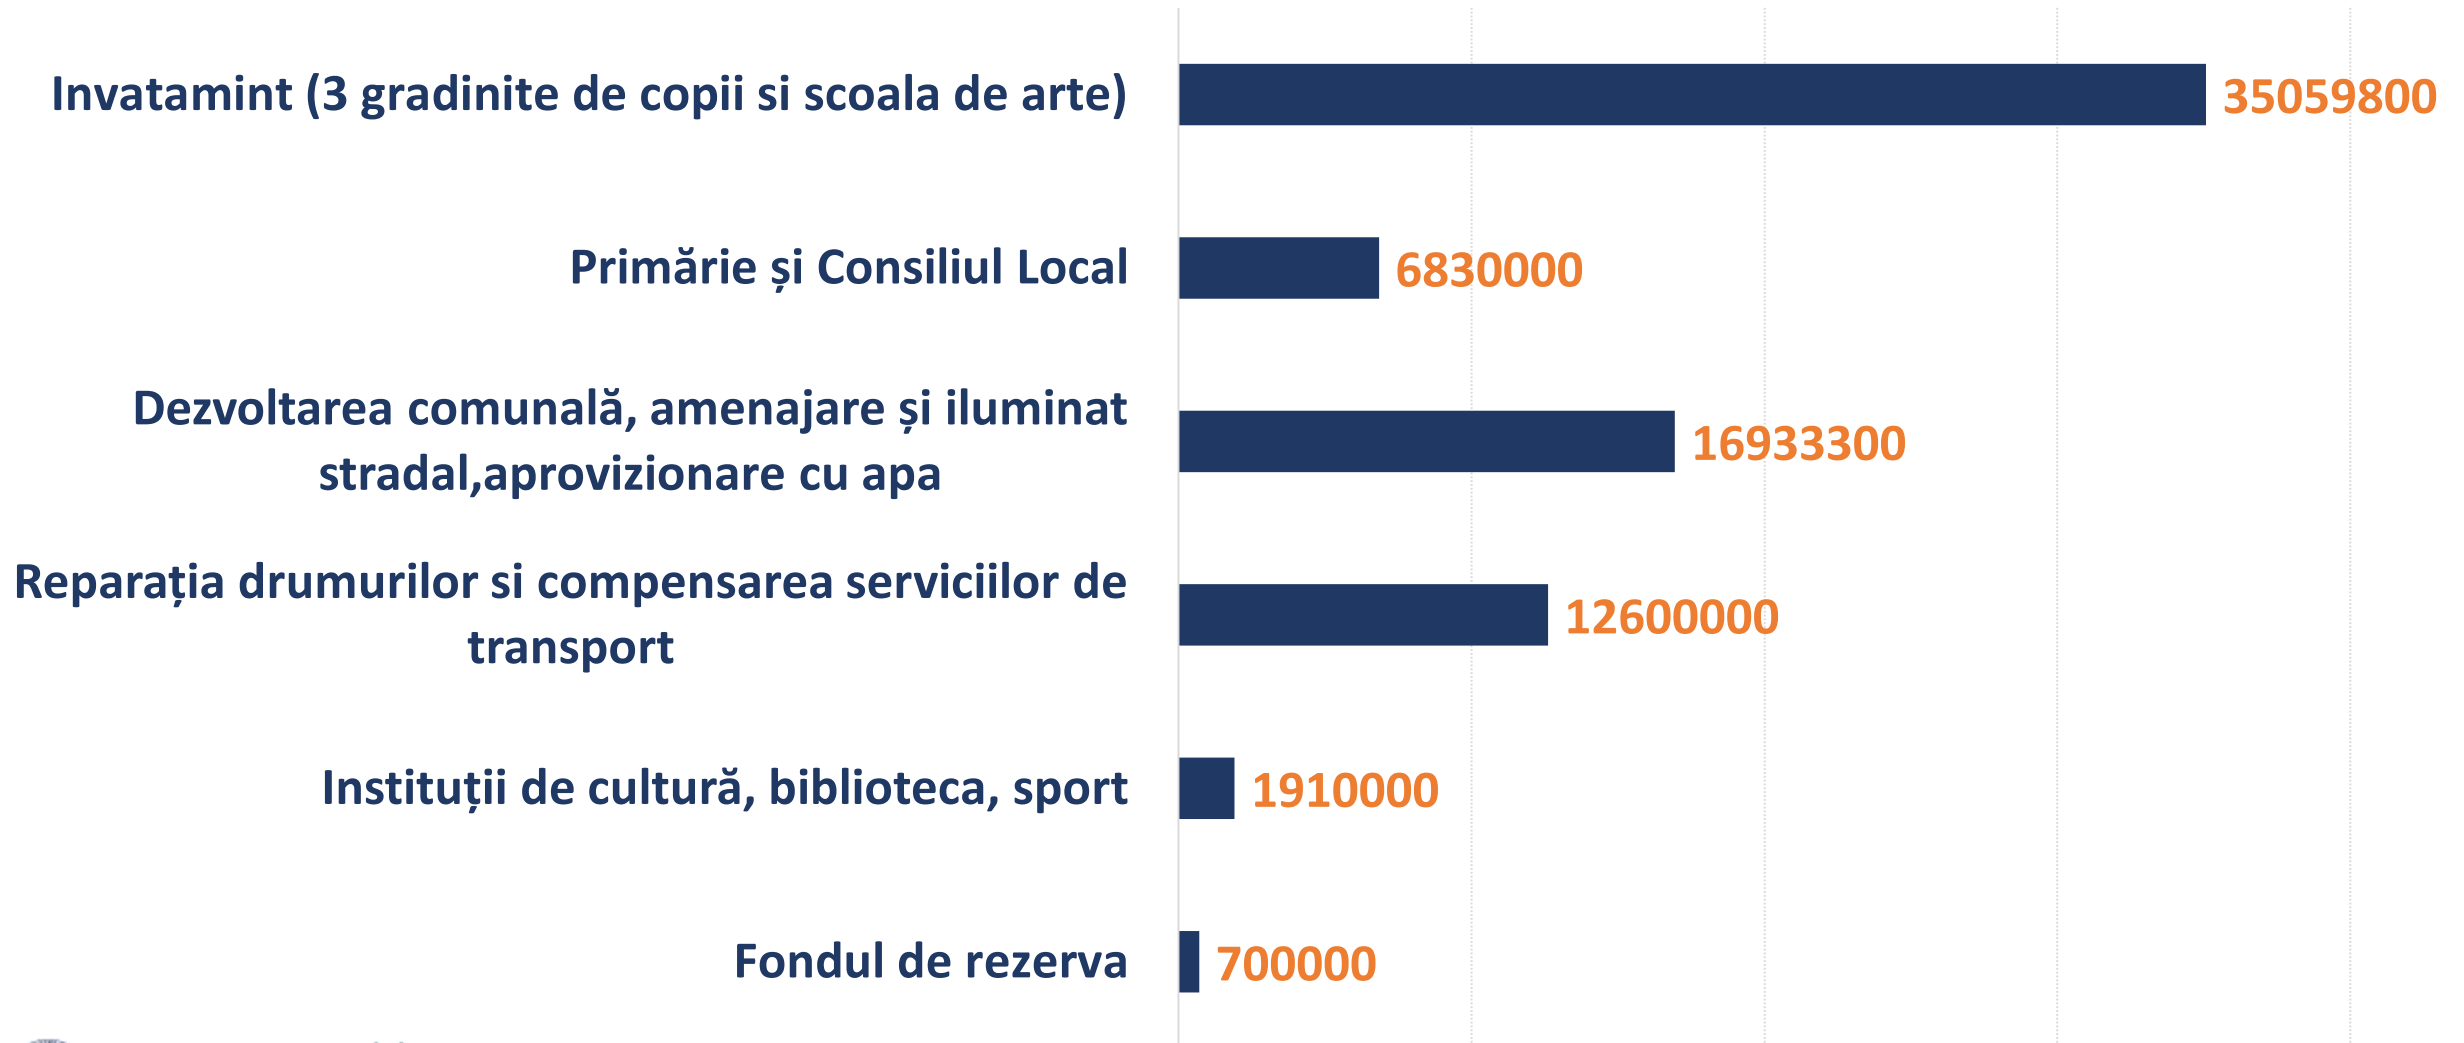 Invatamint (3 gradinite de copii si scoala de arte)
35059800
Primărie și Consiliul Local
6830000
Dezvoltarea comunală, amenajare și iluminat
stradal,aprovizionare cu apa
16933300
Reparația drumurilor si compensarea serviciilor de
transport
12600000
Instituții de cultură, biblioteca, sport
1910000
Fondul de rezerva
700000